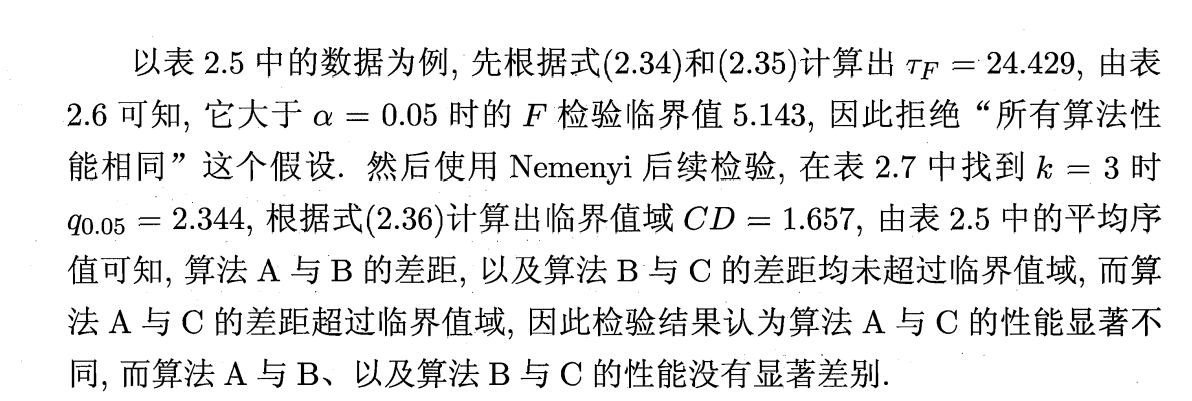 以表 2.5 中的数据为例, 先根据式(2.34)和(2.35)计算出 τF = 24.429, 由表
2.6 可知, 它大于 α = 0.05 时的 F 检验临界值 5.143, 因此拒绝“所有算法性
能相同”这个假设. 然后使用 Nemenyi 后续检验, 在表 2.7 中找到 k = 3 时
q0.05 = 2.344, 根据式(2.36)计算出临界值域 CD = 1.657, 由表 2.5 中的平均序
值可知, 算法 A 与 B 的差距, 以及算法 B 与 C 的差距均未超过临界值域, 而算
法 A 与 C 的差距超过临界值域, 因此检验结果认为算法 A 与 C 的性能显著不
同, 而算法 A 与 B、以及算法 B 与 C 的性能没有显著差别.